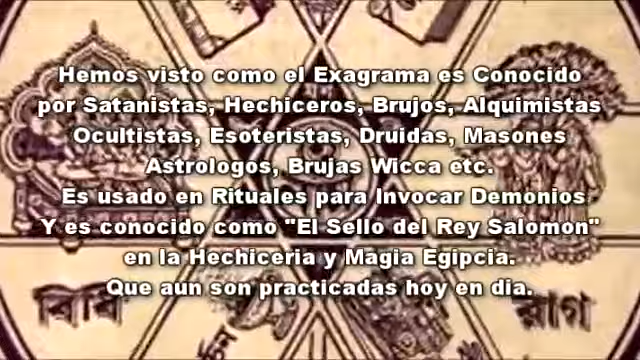 Hemos visto como el Exagrama es Conocido
por Satanistas, Hechiceros, Brujos, Alquimistas
Ocultistas, Esoteristas, Druidas, Masones
Astrologos, Brujas Wicca etc.
Es usado en Rituales para Invocar Demonios
Y es conocido como "El Sello del Rey Salomon"
en la Hechiceria y Magia Egipcia.
Que aun son practicadas hoy en dia.
বিবি
রাগ